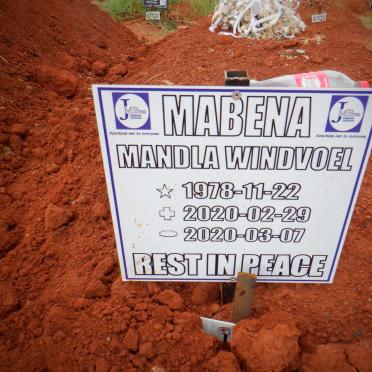 MABENA
MANDLA WINDVOEL
☆ 1978-11-22
✚ 2020-02-29
⬭ 2020-03-07
REST IN PEACE